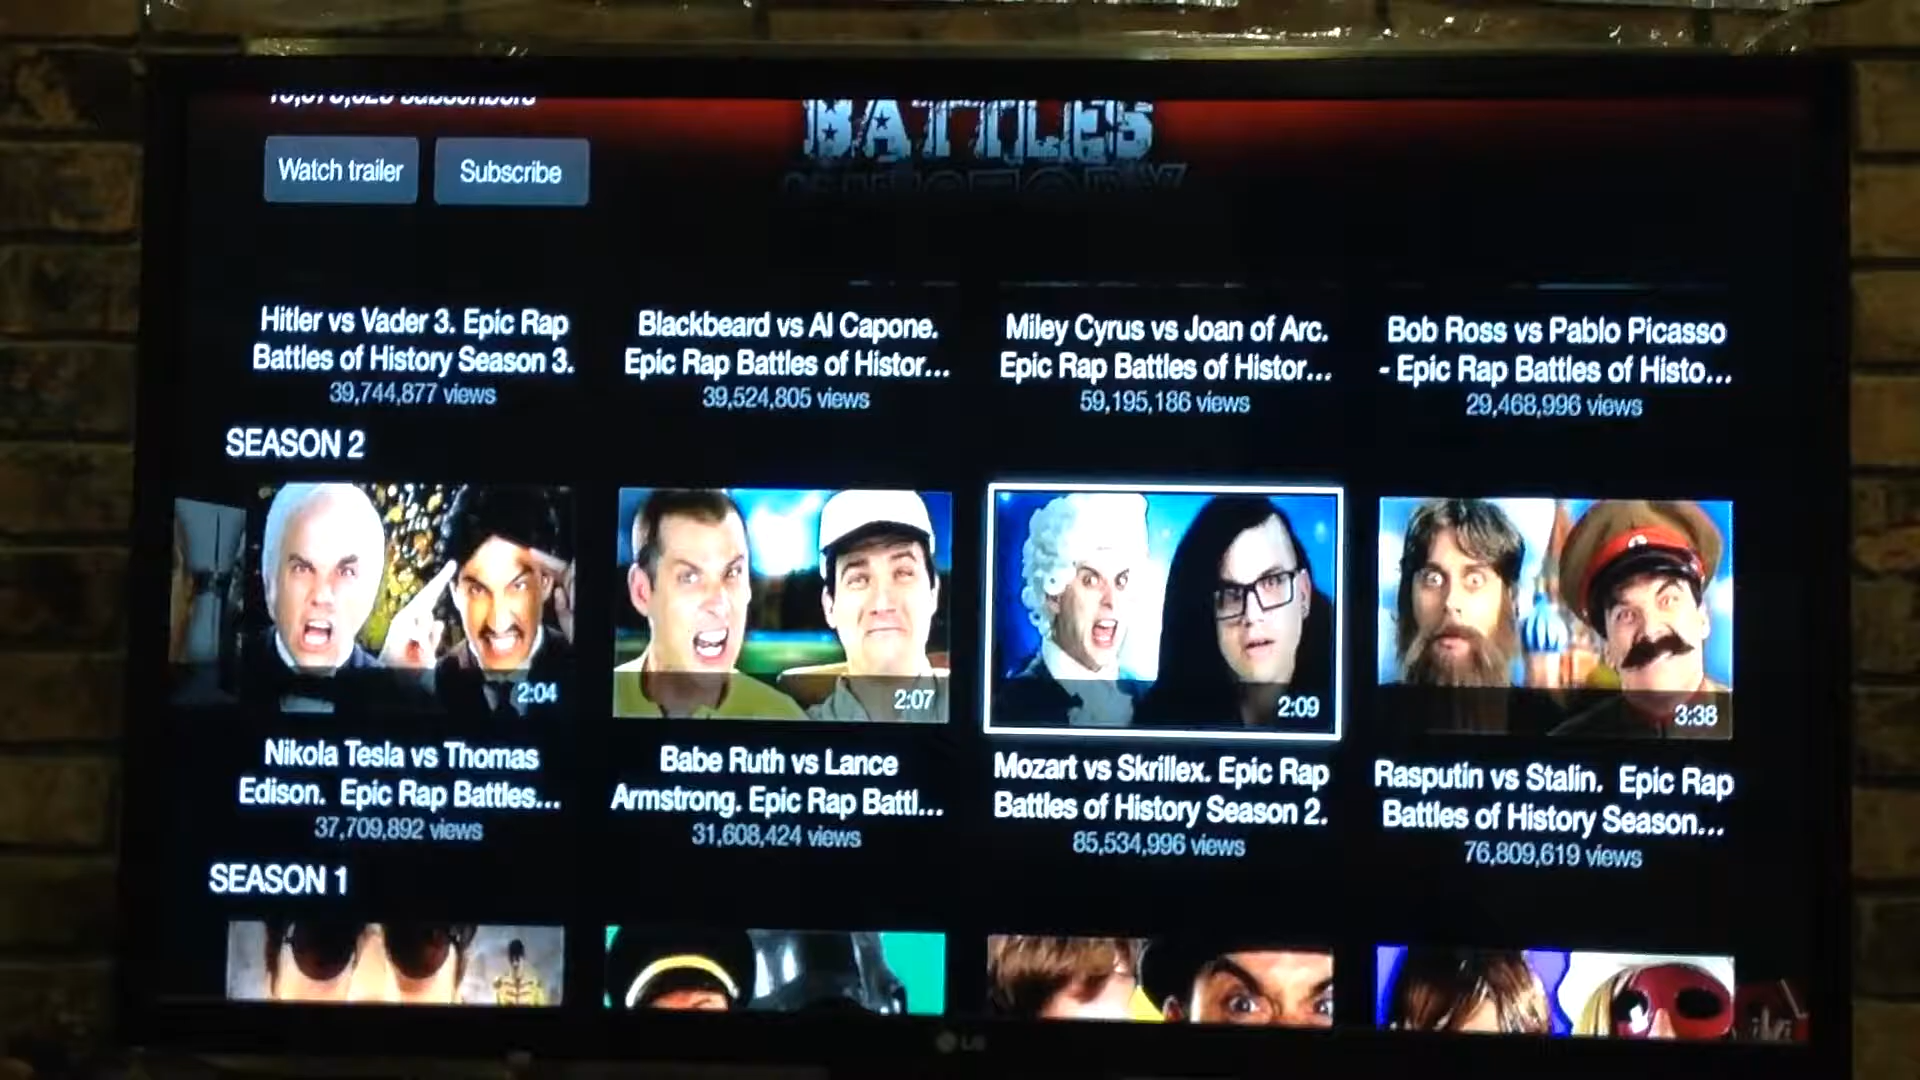 subscribers
BATTLES
OF HISTORY
Watch trailer
Subscribe
Hitler vs Vader 3. Epic Rap
Battles of History Season 3.
39,744,877 views
Blackbeard vs Al Capone.
Epic Rap Battles of Histor...
39,524,805 views
Miley Cyrus vs Joan of Arc.
Epic Rap Battles of Histor...
59,195,186 views
Bob Ross vs Pablo Picasso
- Epic Rap Battles of Histo...
29,468,996 views
SEASON 2
2:04
2:07
2:09
3:38
Nikola Tesla vs Thomas
Edison. Epic Rap Battles...
37,709,892 views
Babe Ruth vs Lance
Armstrong. Epic Rap Battl...
31,608,424 views
Mozart vs Skrillex. Epic Rap
Battles of History Season 2.
85,534,996 views
Rasputin vs Stalin. Epic Rap
Battles of History Season...
76,809,619 views
SEASON 1
LG